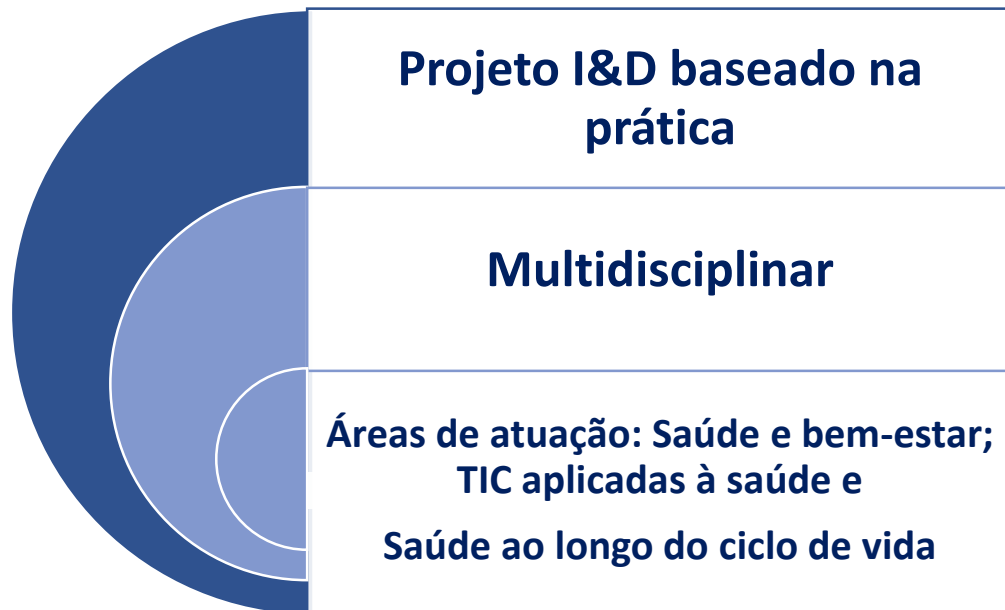 Projeto I&D baseado na
prática
Multidisciplinar
Áreas de atuação: Saúde e bem-estar;
TIC aplicadas à saúde e
Saúde ao longo do ciclo de vida